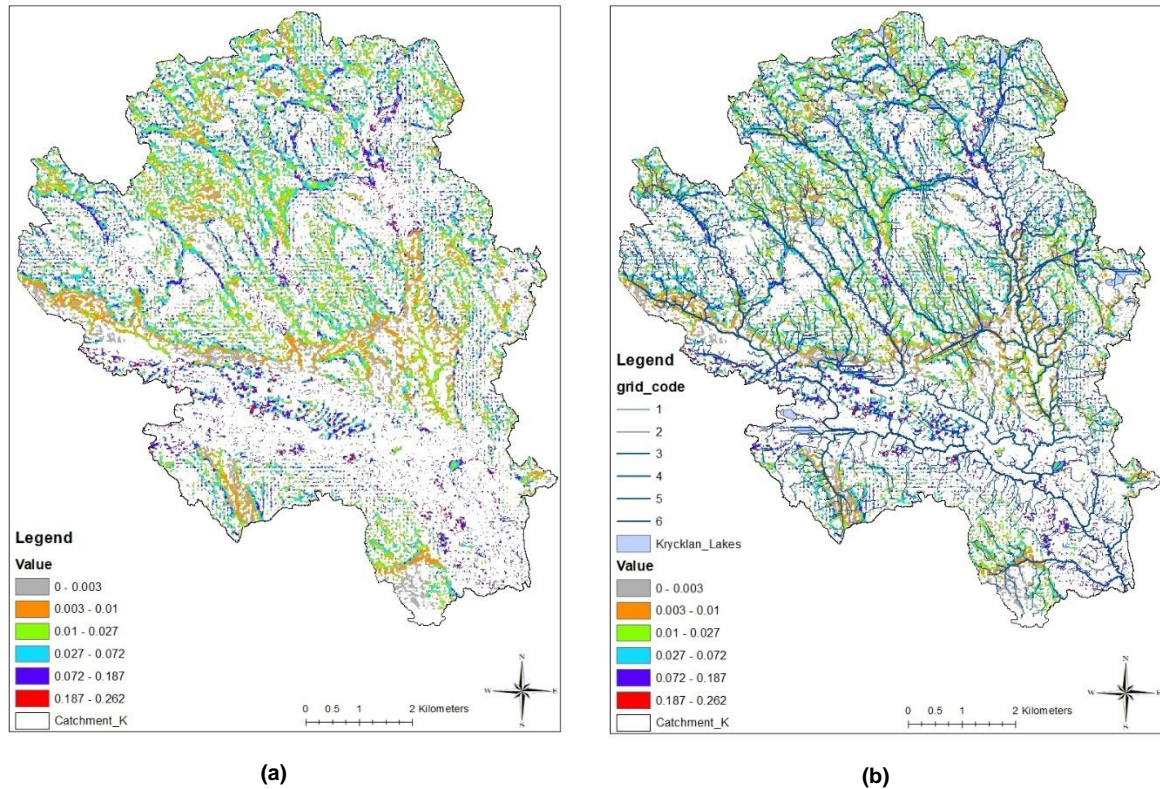 Legend
Value
0 - 0.003
0.003 - 0.01
0.01 - 0.027
0.027 - 0.072
0.072 - 0.187
0.187 - 0.262
Catchment_K
0 0.5 1 2 Kilometers
N
W E
S
(a)
Legend
grid_code
1
2
3
4
5
6
Krycklan_Lakes
Value
0 - 0.003
0.003 - 0.01
0.01 - 0.027
0.027 - 0.072
0.072 - 0.187
0.187 - 0.262
Catchment_K
0 0.5 1 2 Kilometers
N
W E
S
(b)